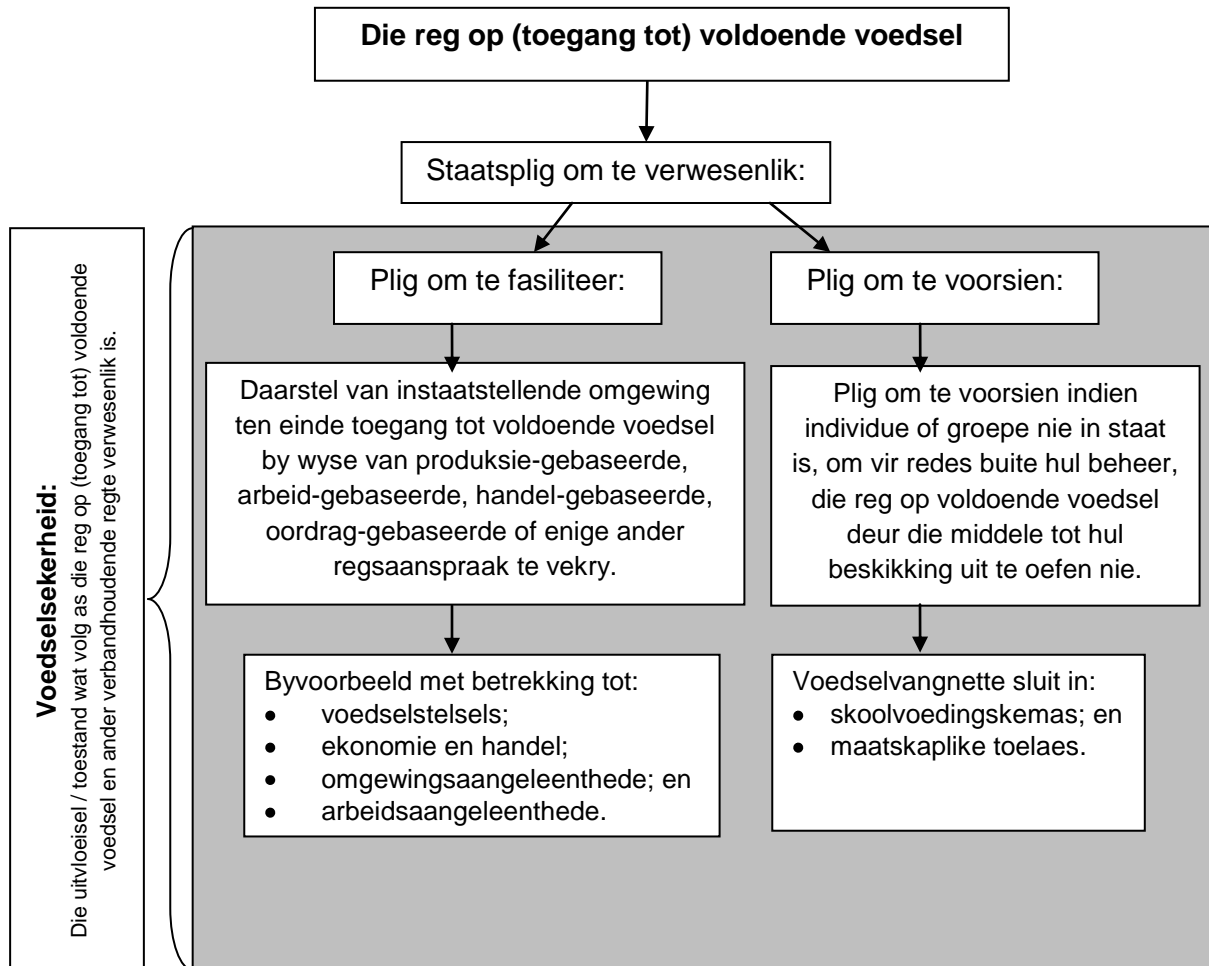 Die reg op (toegang tot) voldoende voedsel
Staatsplig om te verwesenlik:
Voedselsekerheid:
Die uitvloeisel / toestand wat volg as die reg op (toegang tot) voldoende
voedsel en ander verbandhoudende regte verwesenlik is.
Plig om te fasiliteer:
Daarstel van instaatstellende omgewing
ten einde toegang tot voldoende voedsel
by wyse van produksie-gebaseerde,
arbeid-gebaseerde, handel-gebaseerde,
oordrag-gebaseerde of enige ander
regsaanspraak te vekry.
Byvoorbeeld met betrekking tot:
• voedselstelsels;
• ekonomie en handel;
• omgewingsaangeleenthede; en
• arbeidsaangeleenthede.
Plig om te voorsien:
Plig om te voorsien indien
individue of groepe nie in staat
is, om vir redes buite hul beheer,
die reg op voldoende voedsel
deur die middele tot hul
beskikking uit te oefen nie.
Voedselvangnette sluit in:
• skoolvoedingskemas; en
• maatskaplike toelaes.